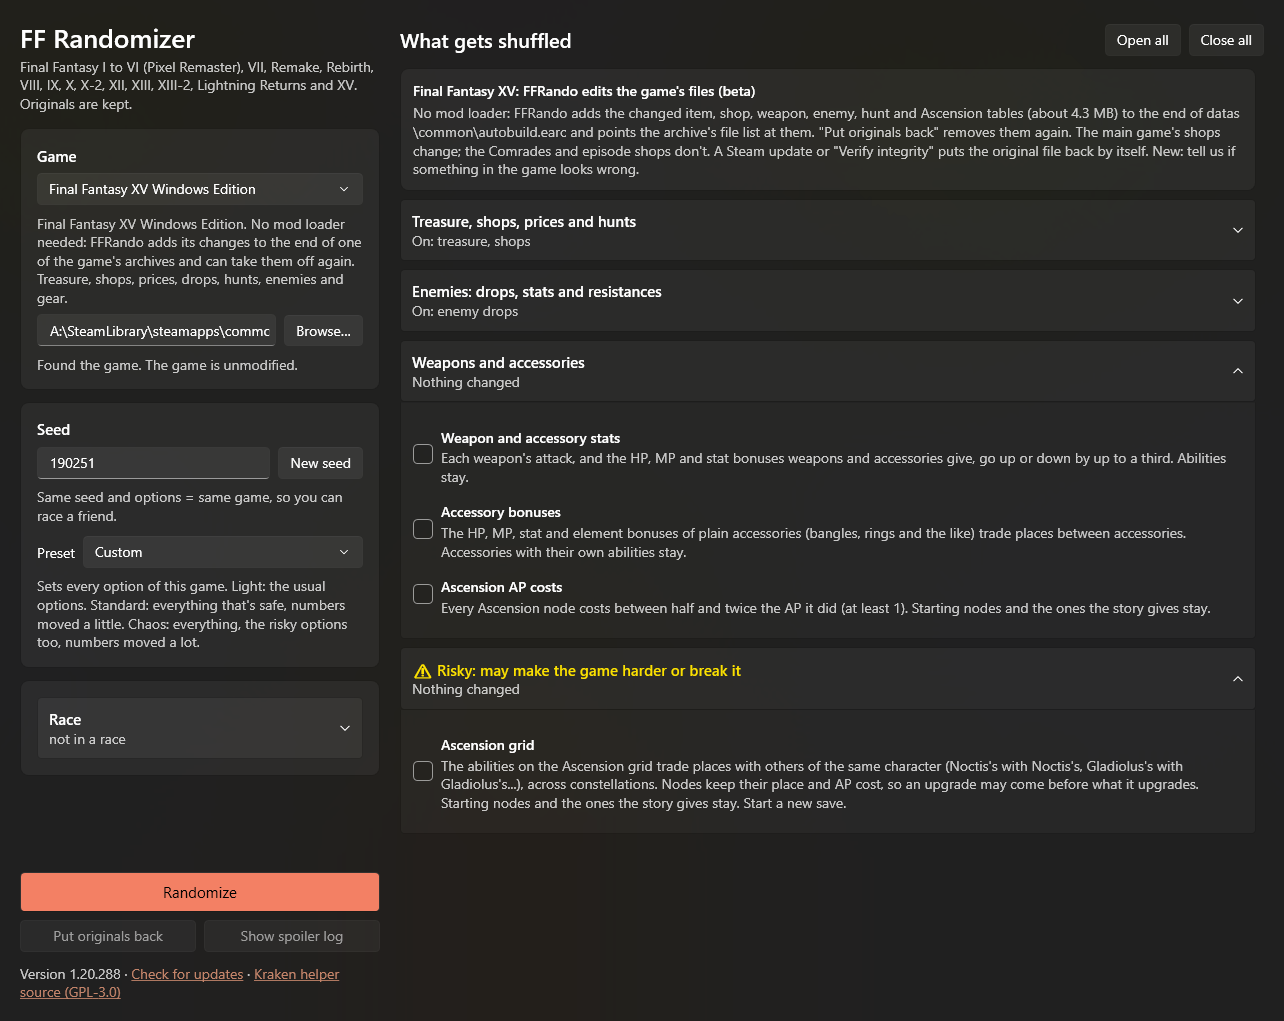 FF Randomizer
Final Fantasy I to VI (Pixel Remaster), VII, Remake, Rebirth,
VIII, IX, X, X-2, XII, XIII, XIII-2, Lightning Returns and XV.
Originals are kept.
Game
Final Fantasy XV Windows Edition
Final Fantasy XV Windows Edition. No mod loader
needed: FFRando adds its changes to the end of one
of the game's archives and can take them off again.
Treasure, shops, prices, drops, hunts, enemies and
gear.
A:\SteamLibrary\steamapps\commc
Browse...
Found the game. The game is unmodified.
Seed
190251
New seed
Same seed and options = same game, so you can
race a friend.
Preset
Custom
Sets every option of this game. Light: the usual
options. Standard: everything that's safe, numbers
moved a little. Chaos: everything, the risky options
too, numbers moved a lot.
Race
not in a race
Randomize
Put originals back
Show spoiler log
Version 1.20.288 · Check for updates · Kraken helper
source (GPL-3.0)
What gets shuffled
Open all
Close all
Final Fantasy XV: FFRando edits the game's files (beta)
No mod loader: FFRando adds the changed item, shop, weapon, enemy, hunt and Ascension tables (about 4.3 MB) to the end of datas
\common\autobuild.earc and points the archive's file list at them. "Put originals back" removes them again. The main game's shops
change; the Comrades and episode shops don't. A Steam update or "Verify integrity" puts the original file back by itself. New: tell us if
something in the game looks wrong.
Treasure, shops, prices and hunts
On: treasure, shops
Enemies: drops, stats and resistances
On: enemy drops
Weapons and accessories
Nothing changed
Weapon and accessory stats
Each weapon's attack, and the HP, MP and stat bonuses weapons and accessories give, go up or down by up to a third. Abilities
stay.
Accessory bonuses
The HP, MP, stat and element bonuses of plain accessories (bangles, rings and the like) trade places between accessories.
Accessories with their own abilities stay.
Ascension AP costs
Every Ascension node costs between half and twice the AP it did (at least 1). Starting nodes and the ones the story gives stay.
Risky: may make the game harder or break it
Nothing changed
Ascension grid
The abilities on the Ascension grid trade places with others of the same character (Noctis's with Noctis's, Gladiolus's with
Gladiolus's...), across constellations. Nodes keep their place and AP cost, so an upgrade may come before what it upgrades.
Starting nodes and the ones the story gives stay. Start a new save.